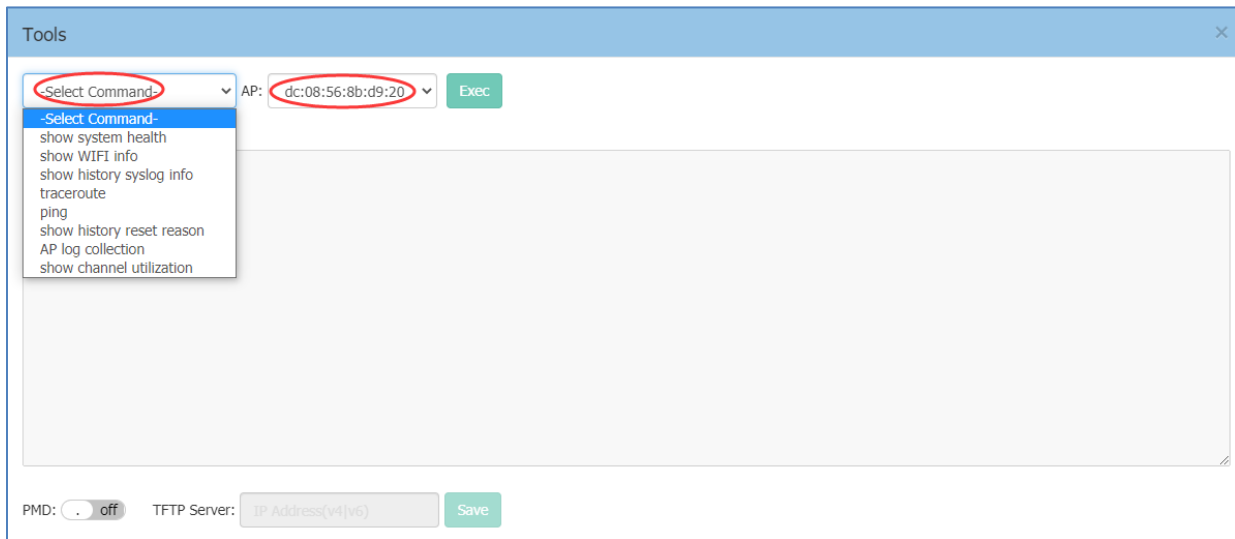 Tools ×
-Select Command- AP: dc:08:56:8b:d9:20 Exec
-Select Command-
show system health
show WIFI info
show history syslog info
traceroute
ping
show history reset reason
AP log collection
show channel utilization
PMD: . off TFTP Server: IP Address(v4|v6) Save